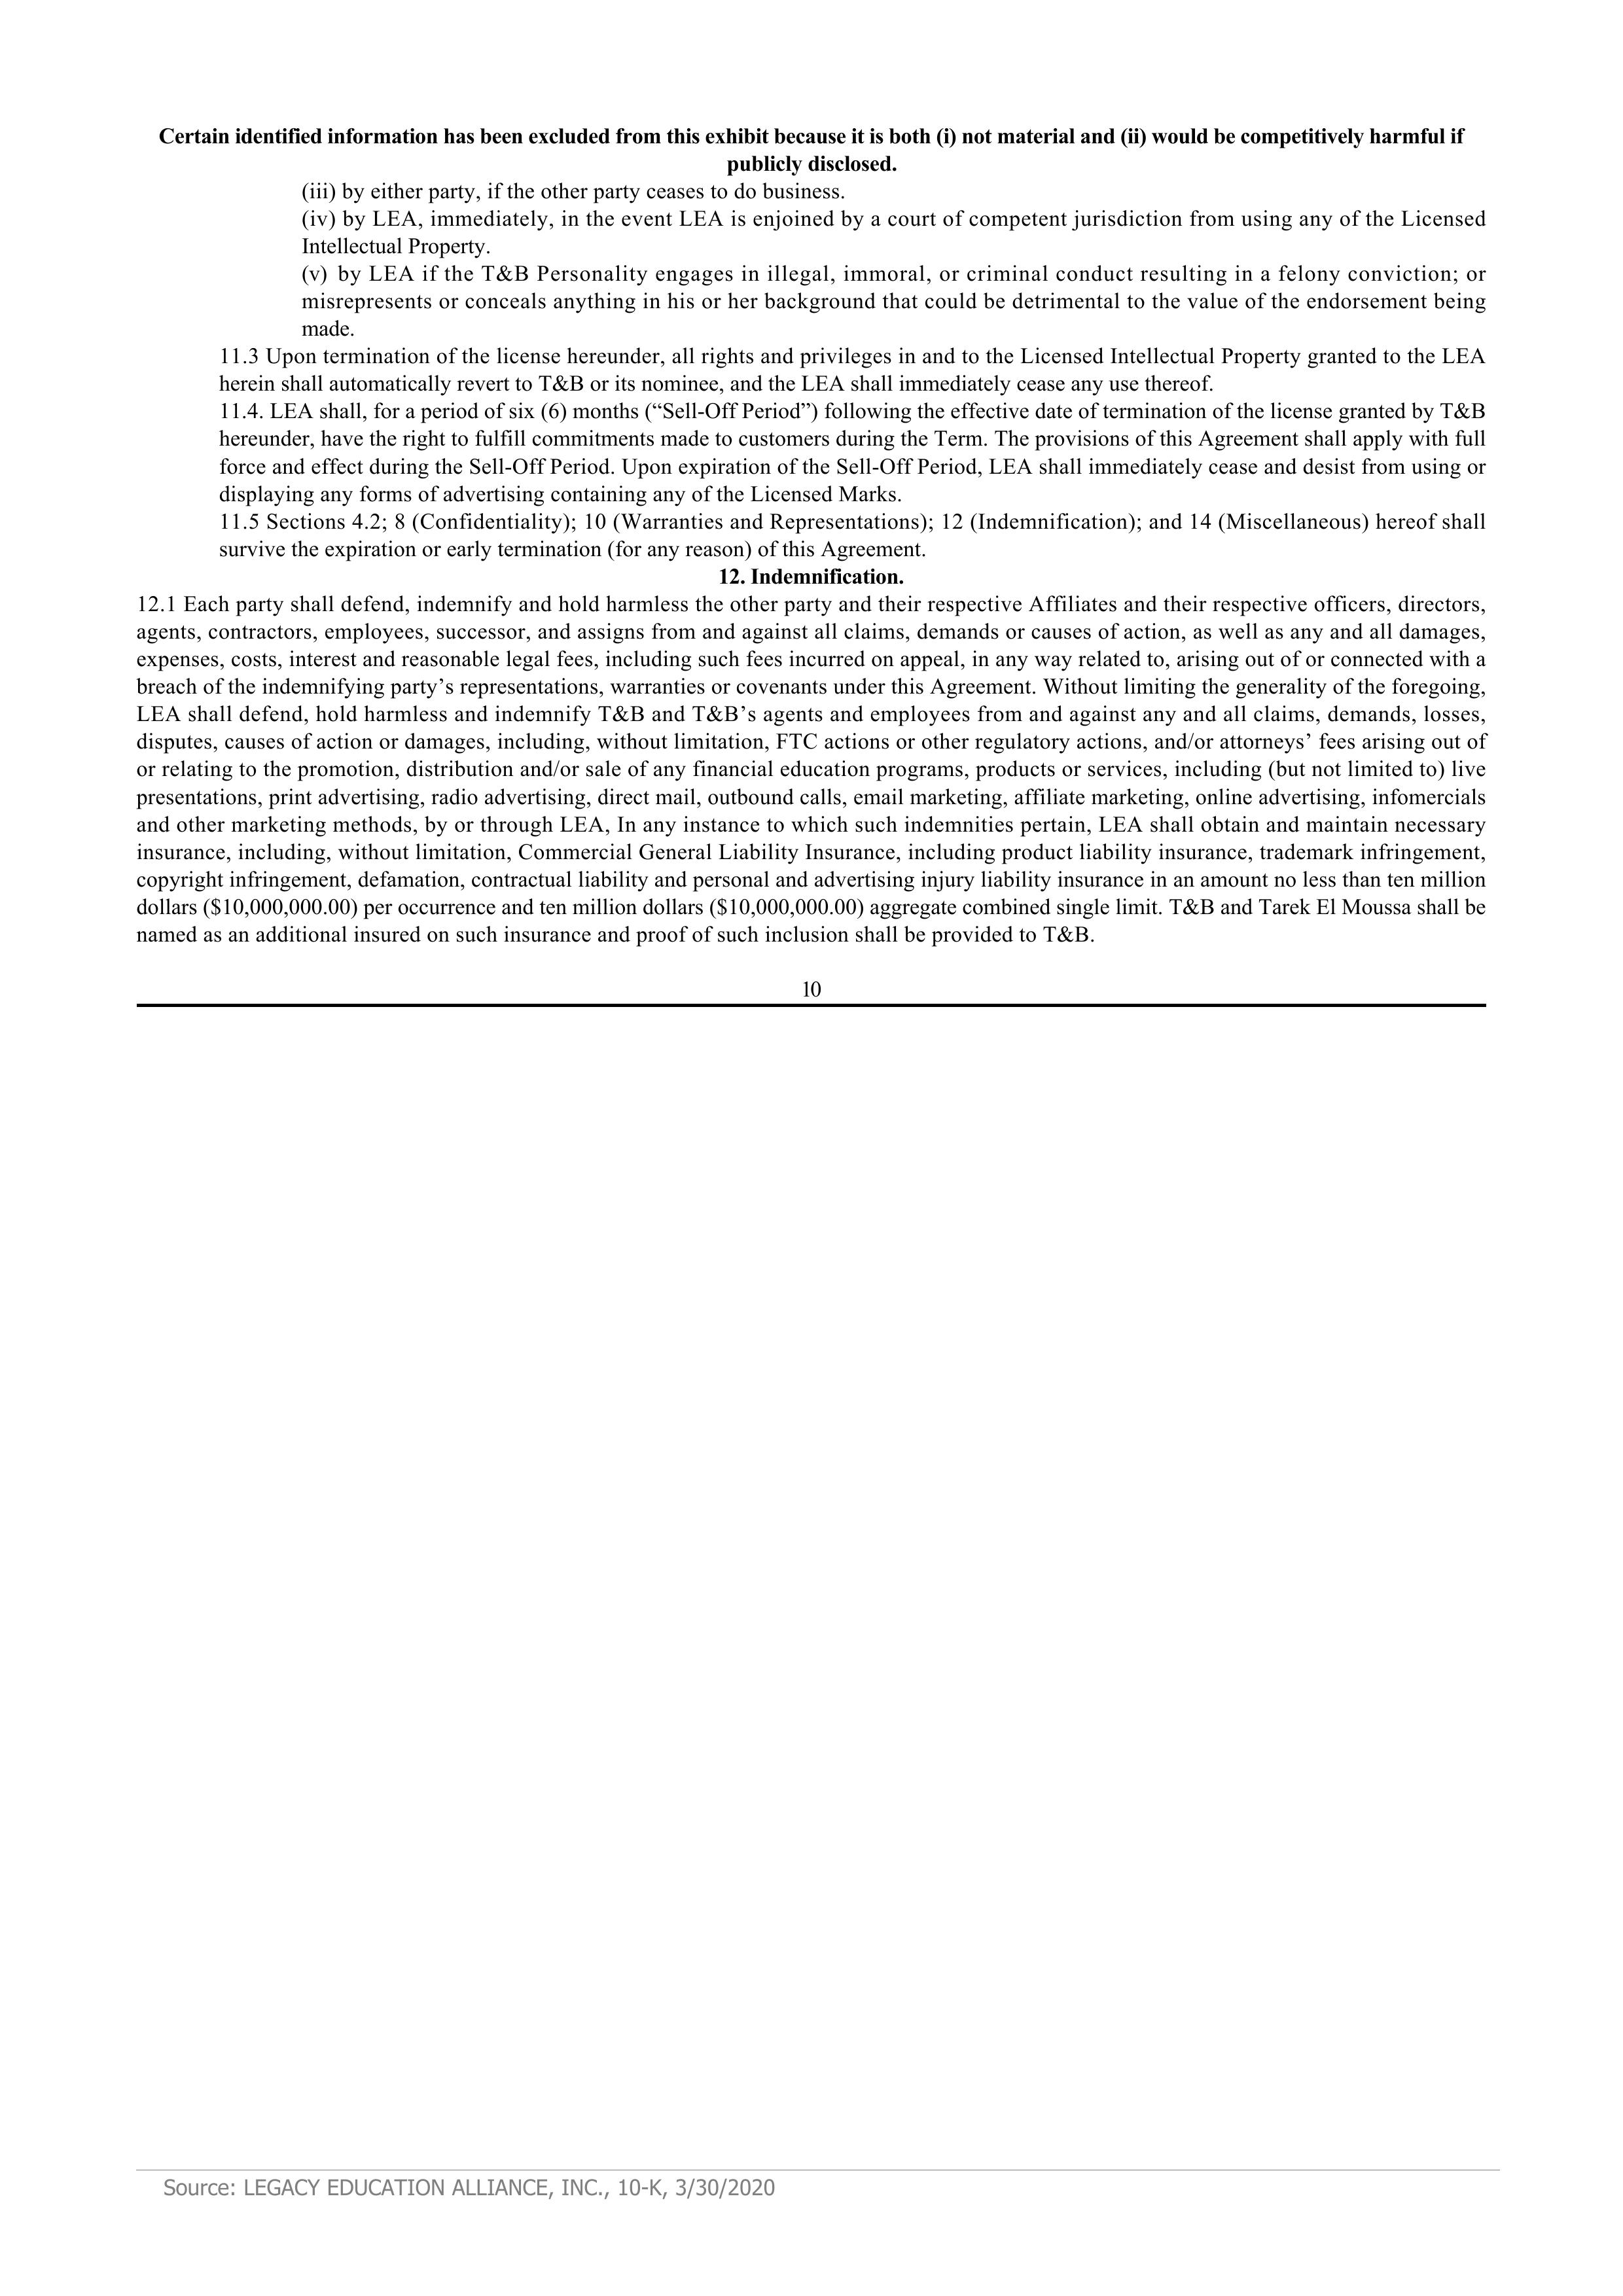 Certain identified information has been excluded from this exhibit because it is both (i) not material and (ii) would be competitively harmful if
publicly disclosed.
(iii) by either party, if the other party ceases to do business.
(iv) by LEA, immediately, in the event LEA is enjoined by a court of competent jurisdiction from using any of the Licensed
Intellectual Property.
(v) by LEA if the T&B Personality engages in illegal, immoral, or criminal conduct resulting in a felony conviction; or
misrepresents or conceals anything in his or her background that could be detrimental to the value of the endorsement being
made.
11.3 Upon termination of the license hereunder, all rights and privileges in and to the Licensed Intellectual Property granted to the LEA
herein shall automatically revert to T&B or its nominee, and the LEA shall immediately cease any use thereof.
11.4. LEA shall, for a period of six (6) months (“Sell-Off Period”) following the effective date of termination of the license granted by T&B
hereunder, have the right to fulfill commitments made to customers during the Term. The provisions of this Agreement shall apply with full
force and effect during the Sell-Off Period. Upon expiration of the Sell-Off Period, LEA shall immediately cease and desist from using or
displaying any forms of advertising containing any of the Licensed Marks.
11.5 Sections 4.2; 8 (Confidentiality); 10 (Warranties and Representations); 12 (Indemnification); and 14 (Miscellaneous) hereof shall
survive the expiration or early termination (for any reason) of this Agreement.
12. Indemnification.
12.1 Each party shall defend, indemnify and hold harmless the other party and their respective Affiliates and their respective officers, directors,
agents, contractors, employees, successor, and assigns from and against all claims, demands or causes of action, as well as any and all damages,
expenses, costs, interest and reasonable legal fees, including such fees incurred on appeal, in any way related to, arising out of or connected with a
breach of the indemnifying party’s representations, warranties or covenants under this Agreement. Without limiting the generality of the foregoing,
LEA shall defend, hold harmless and indemnify T&B and T&B’s agents and employees from and against any and all claims, demands, losses,
disputes, causes of action or damages, including, without limitation, FTC actions or other regulatory actions, and/or attorneys’ fees arising out of
or relating to the promotion, distribution and/or sale of any financial education programs, products or services, including (but not limited to) live
presentations, print advertising, radio advertising, direct mail, outbound calls, email marketing, affiliate marketing, online advertising, infomercials
and other marketing methods, by or through LEA, In any instance to which such indemnities pertain, LEA shall obtain and maintain necessary
insurance, including, without limitation, Commercial General Liability Insurance, including product liability insurance, trademark infringement,
copyright infringement, defamation, contractual liability and personal and advertising injury liability insurance in an amount no less than ten million
dollars ($10,000,000.00) per occurrence and ten million dollars ($10,000,000.00) aggregate combined single limit. T&B and Tarek El Moussa shall be
named as an additional insured on such insurance and proof of such inclusion shall be provided to T&B.
10
Source: LEGACY EDUCATION ALLIANCE, INC., 10-K, 3/30/2020